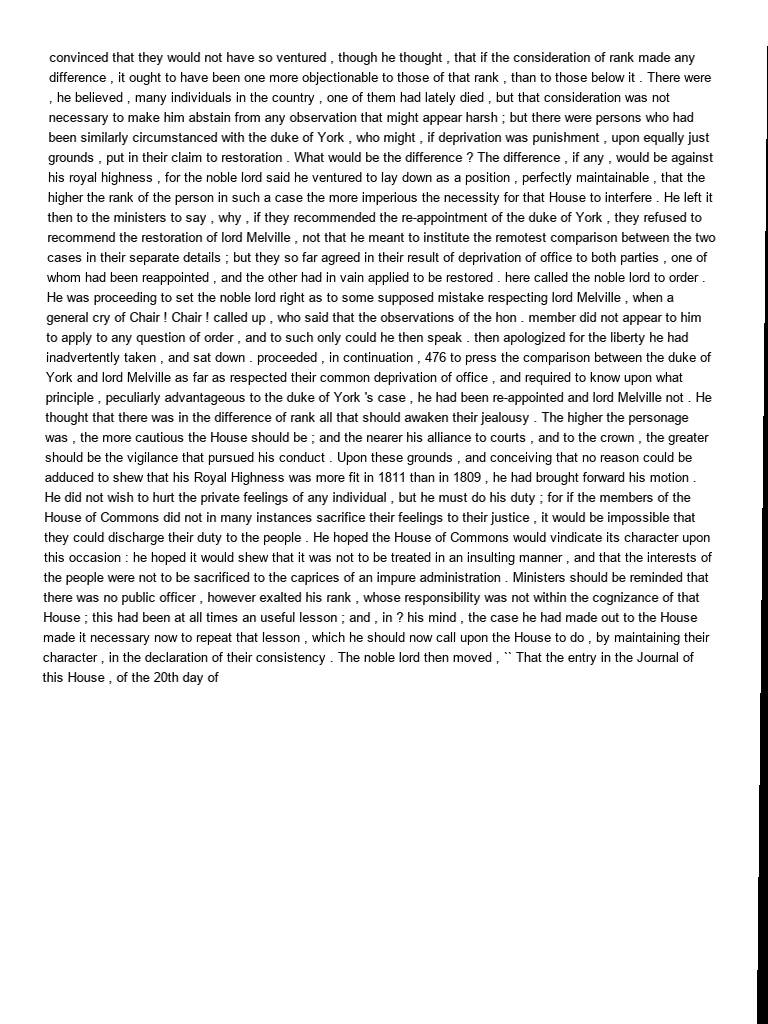 convinced that they would not have so ventured , though he thought , that if the consideration of rank made any
difference , it ought to have been one more objectionable to those of that rank , than to those below it . There were
, he believed , many individuals in the country , one of them had lately died , but that consideration was not
necessary to make him abstain from any observation that might appear harsh ; but there were persons who had
been similarly circumstanced with the duke of York , who might , if deprivation was punishment , upon equally just
grounds , put in their claim to restoration . What would be the difference ? The difference , if any , would be against
his royal highness , for the noble lord said he ventured to lay down as a position , perfectly maintainable , that the
higher the rank of the person in such a case the more imperious the necessity for that House to interfere . He left it
then to the ministers to say , why , if they recommended the re-appointment of the duke of York , they refused to
recommend the restoration of lord Melville , not that he meant to institute the remotest comparison between the two
cases in their separate details ; but they so far agreed in their result of deprivation of office to both parties , one of
whom had been reappointed , and the other had in vain applied to be restored . here called the noble lord to order .
He was proceeding to set the noble lord right as to some supposed mistake respecting lord Melville , when a
general cry of Chair ! Chair ! called up , who said that the observations of the hon . member did not appear to him
to apply to any question of order , and to such only could he then speak . then apologized for the liberty he had
inadvertently taken , and sat down . proceeded , in continuation , 476 to press the comparison between the duke of
York and lord Melville as far as respected their common deprivation of office , and required to know upon what
principle , peculiarly advantageous to the duke of York 's case , he had been re-appointed and lord Melville not . He
thought that there was in the difference of rank all that should awaken their jealousy . The higher the personage
was , the more cautious the House should be ; and the nearer his alliance to courts , and to the crown , the greater
should be the vigilance that pursued his conduct . Upon these grounds , and conceiving that no reason could be
adduced to shew that his Royal Highness was more fit in 1811 than in 1809 , he had brought forward his motion .
He did not wish to hurt the private feelings of any individual , but he must do his duty ; for if the members of the
House of Commons did not in many instances sacrifice their feelings to their justice , it would be impossible that
they could discharge their duty to the people . He hoped the House of Commons would vindicate its character upon
this occasion : he hoped it would shew that it was not to be treated in an insulting manner , and that the interests of
the people were not to be sacrificed to the caprices of an impure administration . Ministers should be reminded that
there was no public officer , however exalted his rank , whose responsibility was not within the cognizance of that
House ; this had been at all times an useful lesson ; and , in ? his mind , the case he had made out to the House
made it necessary now to repeat that lesson , which he should now call upon the House to do , by maintaining their
character , in the declaration of their consistency . The noble lord then moved , `` That the entry in the Journal of
this House , of the 20th day of